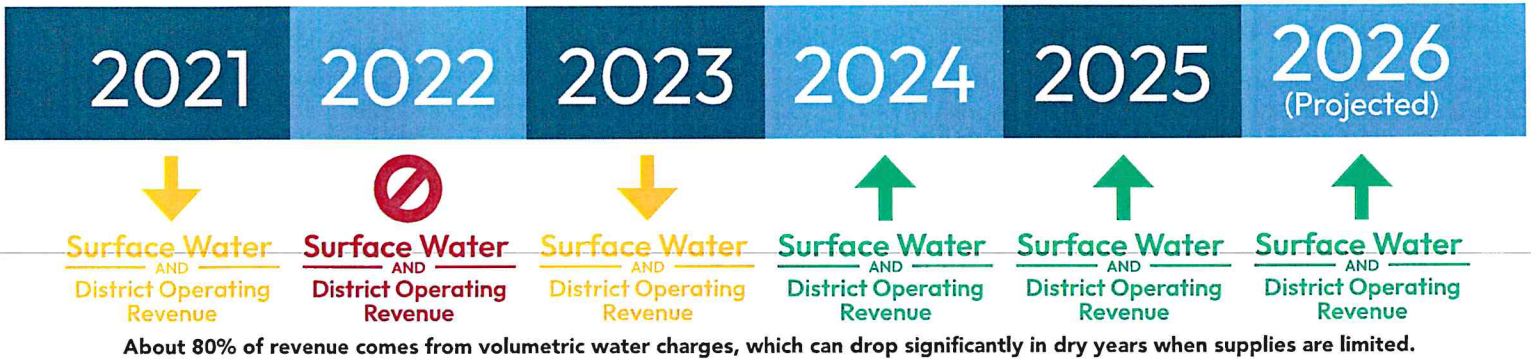 2021 2022 2023 2024 2025 2026
(Projected)
Surface Water Surface Water Surface Water Surface Water Surface Water Surface Water
AND AND AND AND AND AND
District Operating District Operating District Operating District Operating District Operating District Operating
Revenue Revenue Revenue Revenue Revenue Revenue
About 80% of revenue comes from volumetric water charges, which can drop significantly in dry years when supplies are limited.